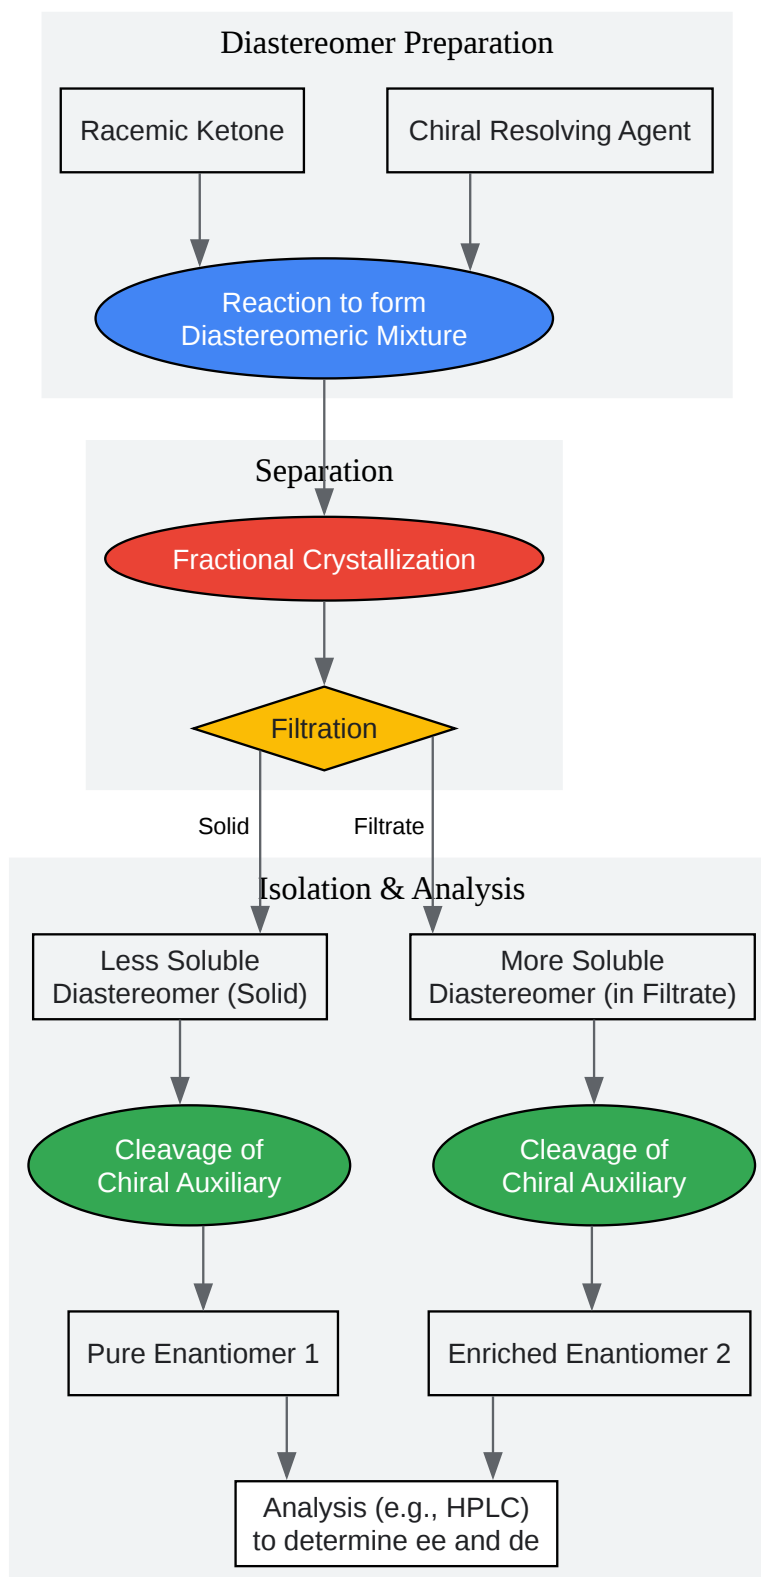 Diastereomer Preparation
Racemic Ketone
Chiral Resolving Agent
Reaction to form
Diastereomeric Mixture
Separation
Fractional Crystallization
Filtration
Solid
Filtrate
Isolation & Analysis
Less Soluble
Diastereomer (Solid)
More Soluble
Diastereomer (in Filtrate)
Cleavage of
Chiral Auxiliary
Cleavage of
Chiral Auxiliary
Pure Enantiomer 1
Enriched Enantiomer 2
Analysis (e.g., HPLC)
to determine ee and de